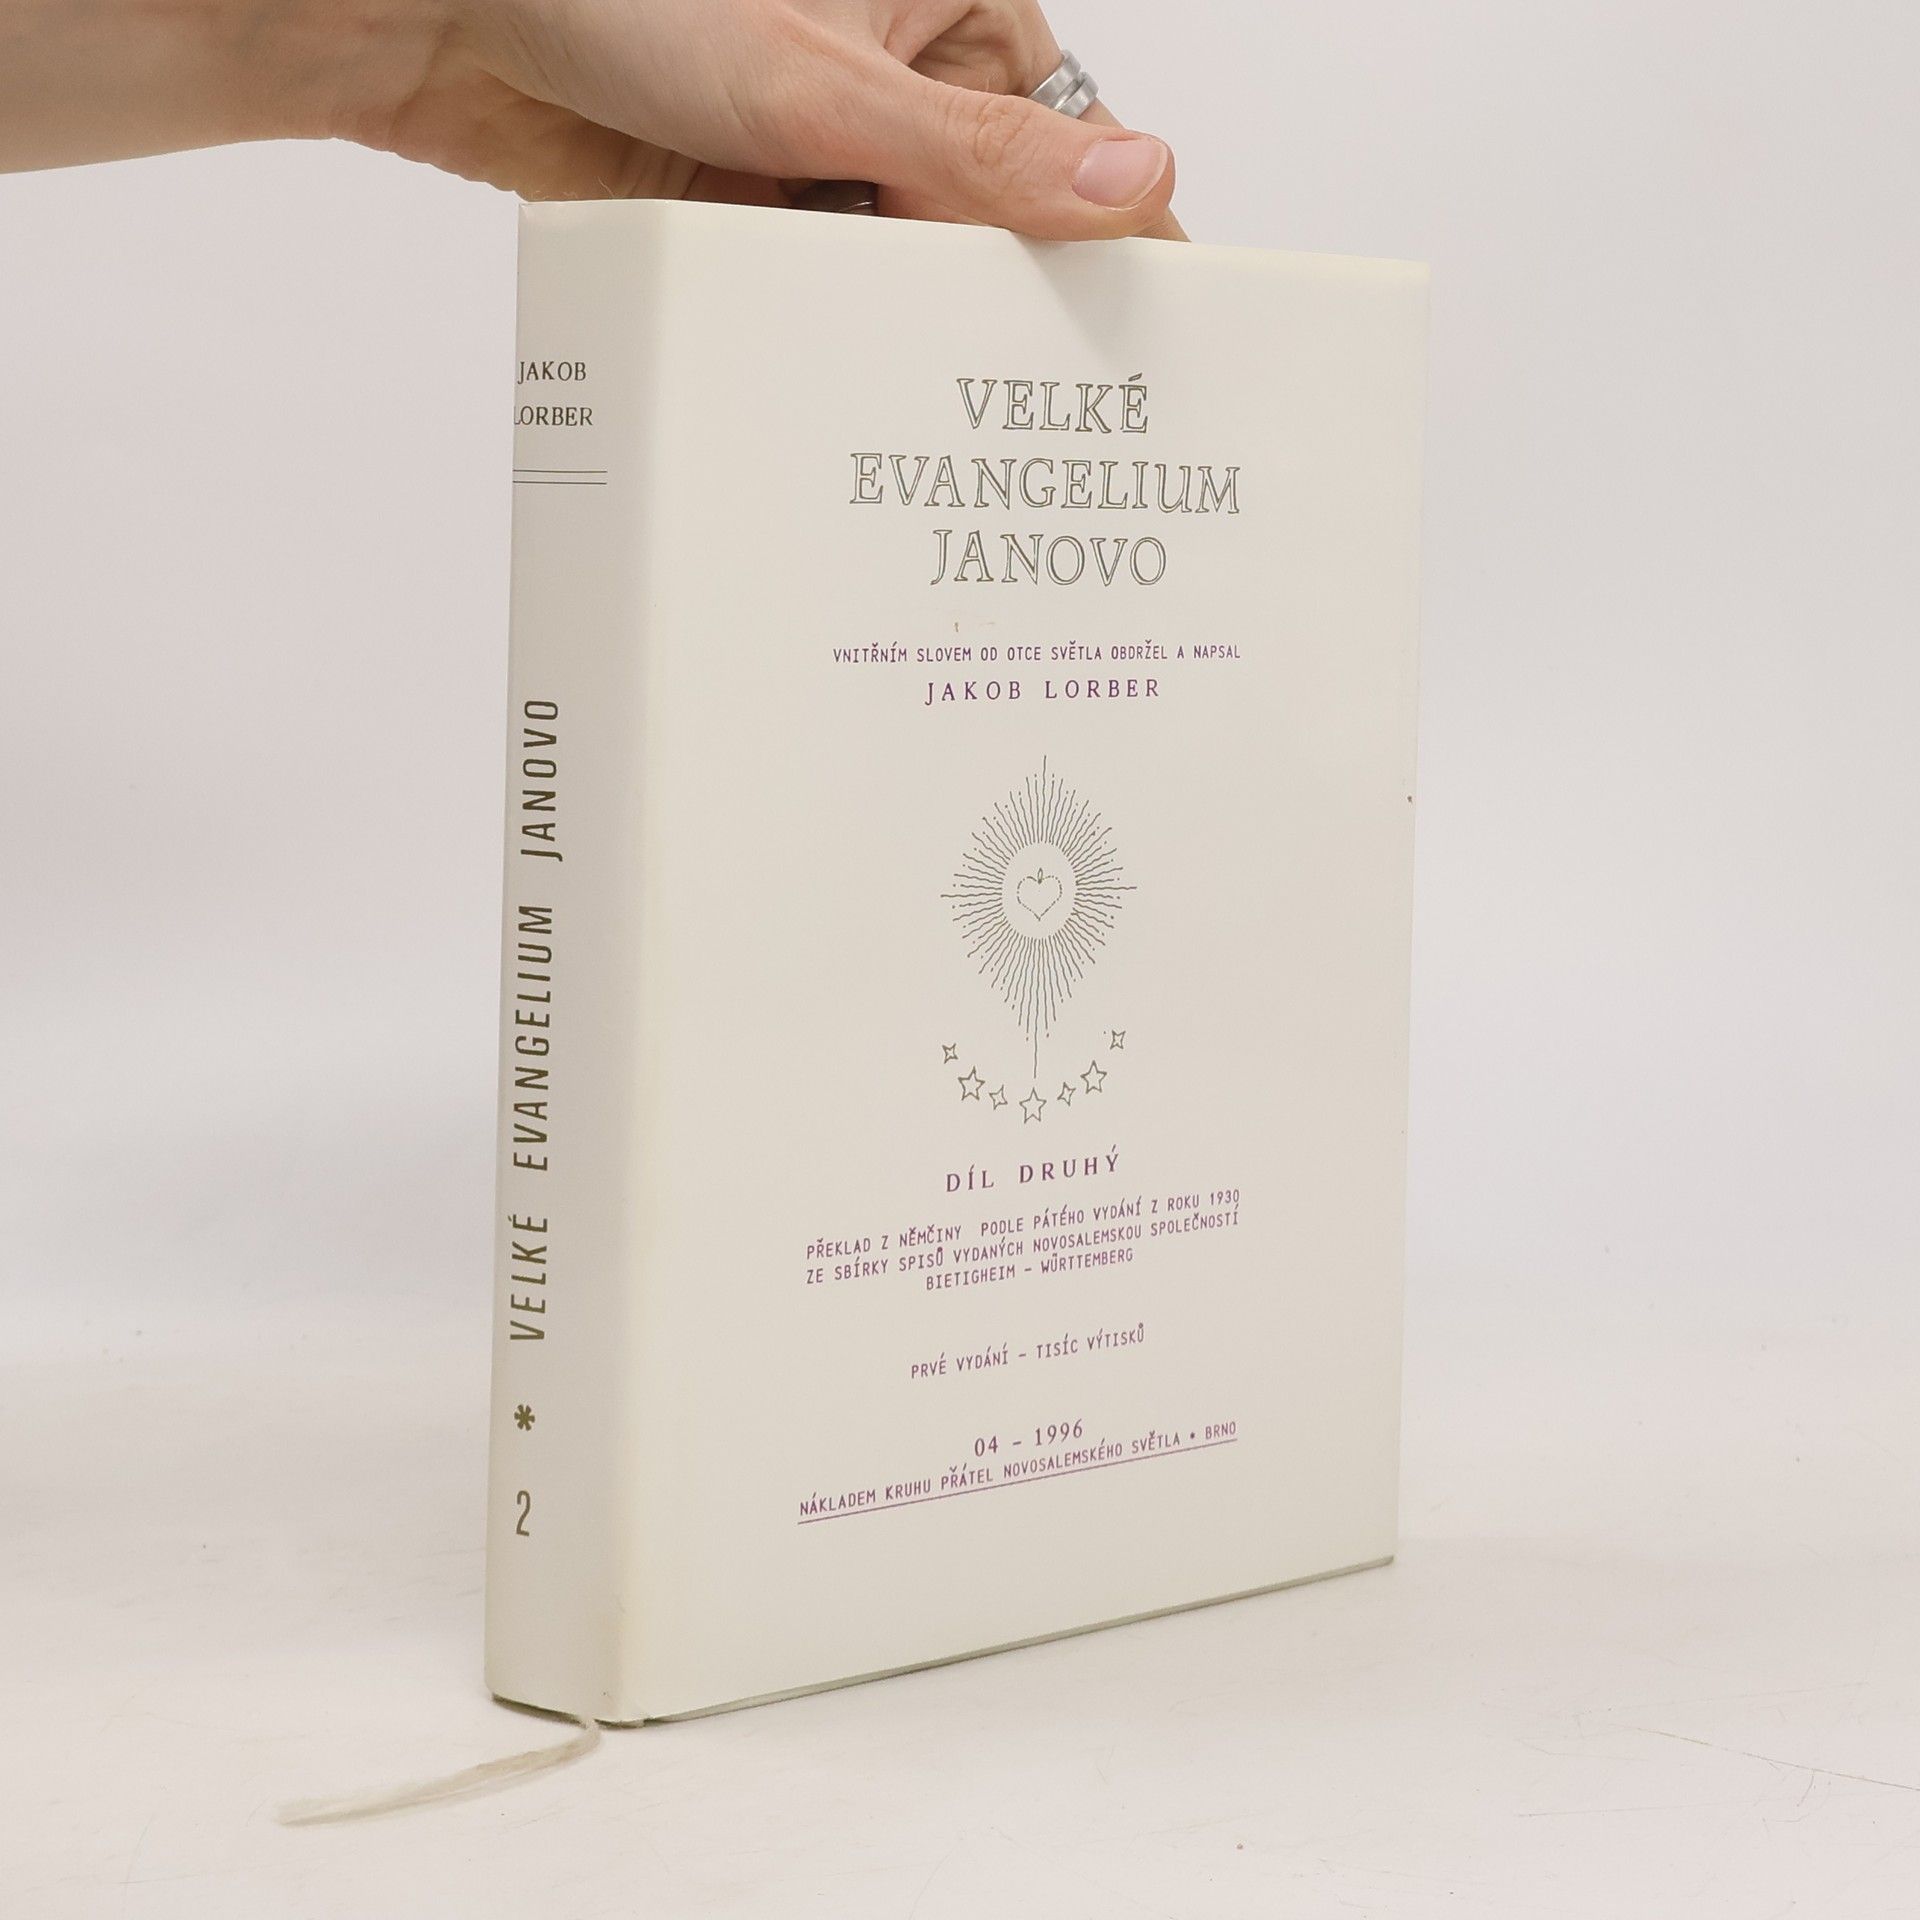 JAKOB
LORBER
VELKÉ EVANGELIUM JANOVO
*
2
VELKÉ
EVANGELIUM
JANOVO
VNITŘNÍM SLOVEM OD OTCE SVĚTLA OBDRŽEL A NAPSAL
JAKOB LORBER
DÍL DRUHÝ
PŘEKLAD Z NĚMČINY PODLE PÁTÉHO VYDÁNÍ Z ROKU 1930
ZE SBÍRKY SPISŮ VYDANÝCH NOVOSALEMSKOU SPOLEČNOSTÍ
BIETIGHEIM – WÜRTTEMBERG
PRVÉ VYDÁNÍ – TISÍC VÝTISKŮ
04 – 1996
NÁKLADEM KRUHU PŘÁTEL NOVOSALEMSKÉHO SVĚTLA • BRNO